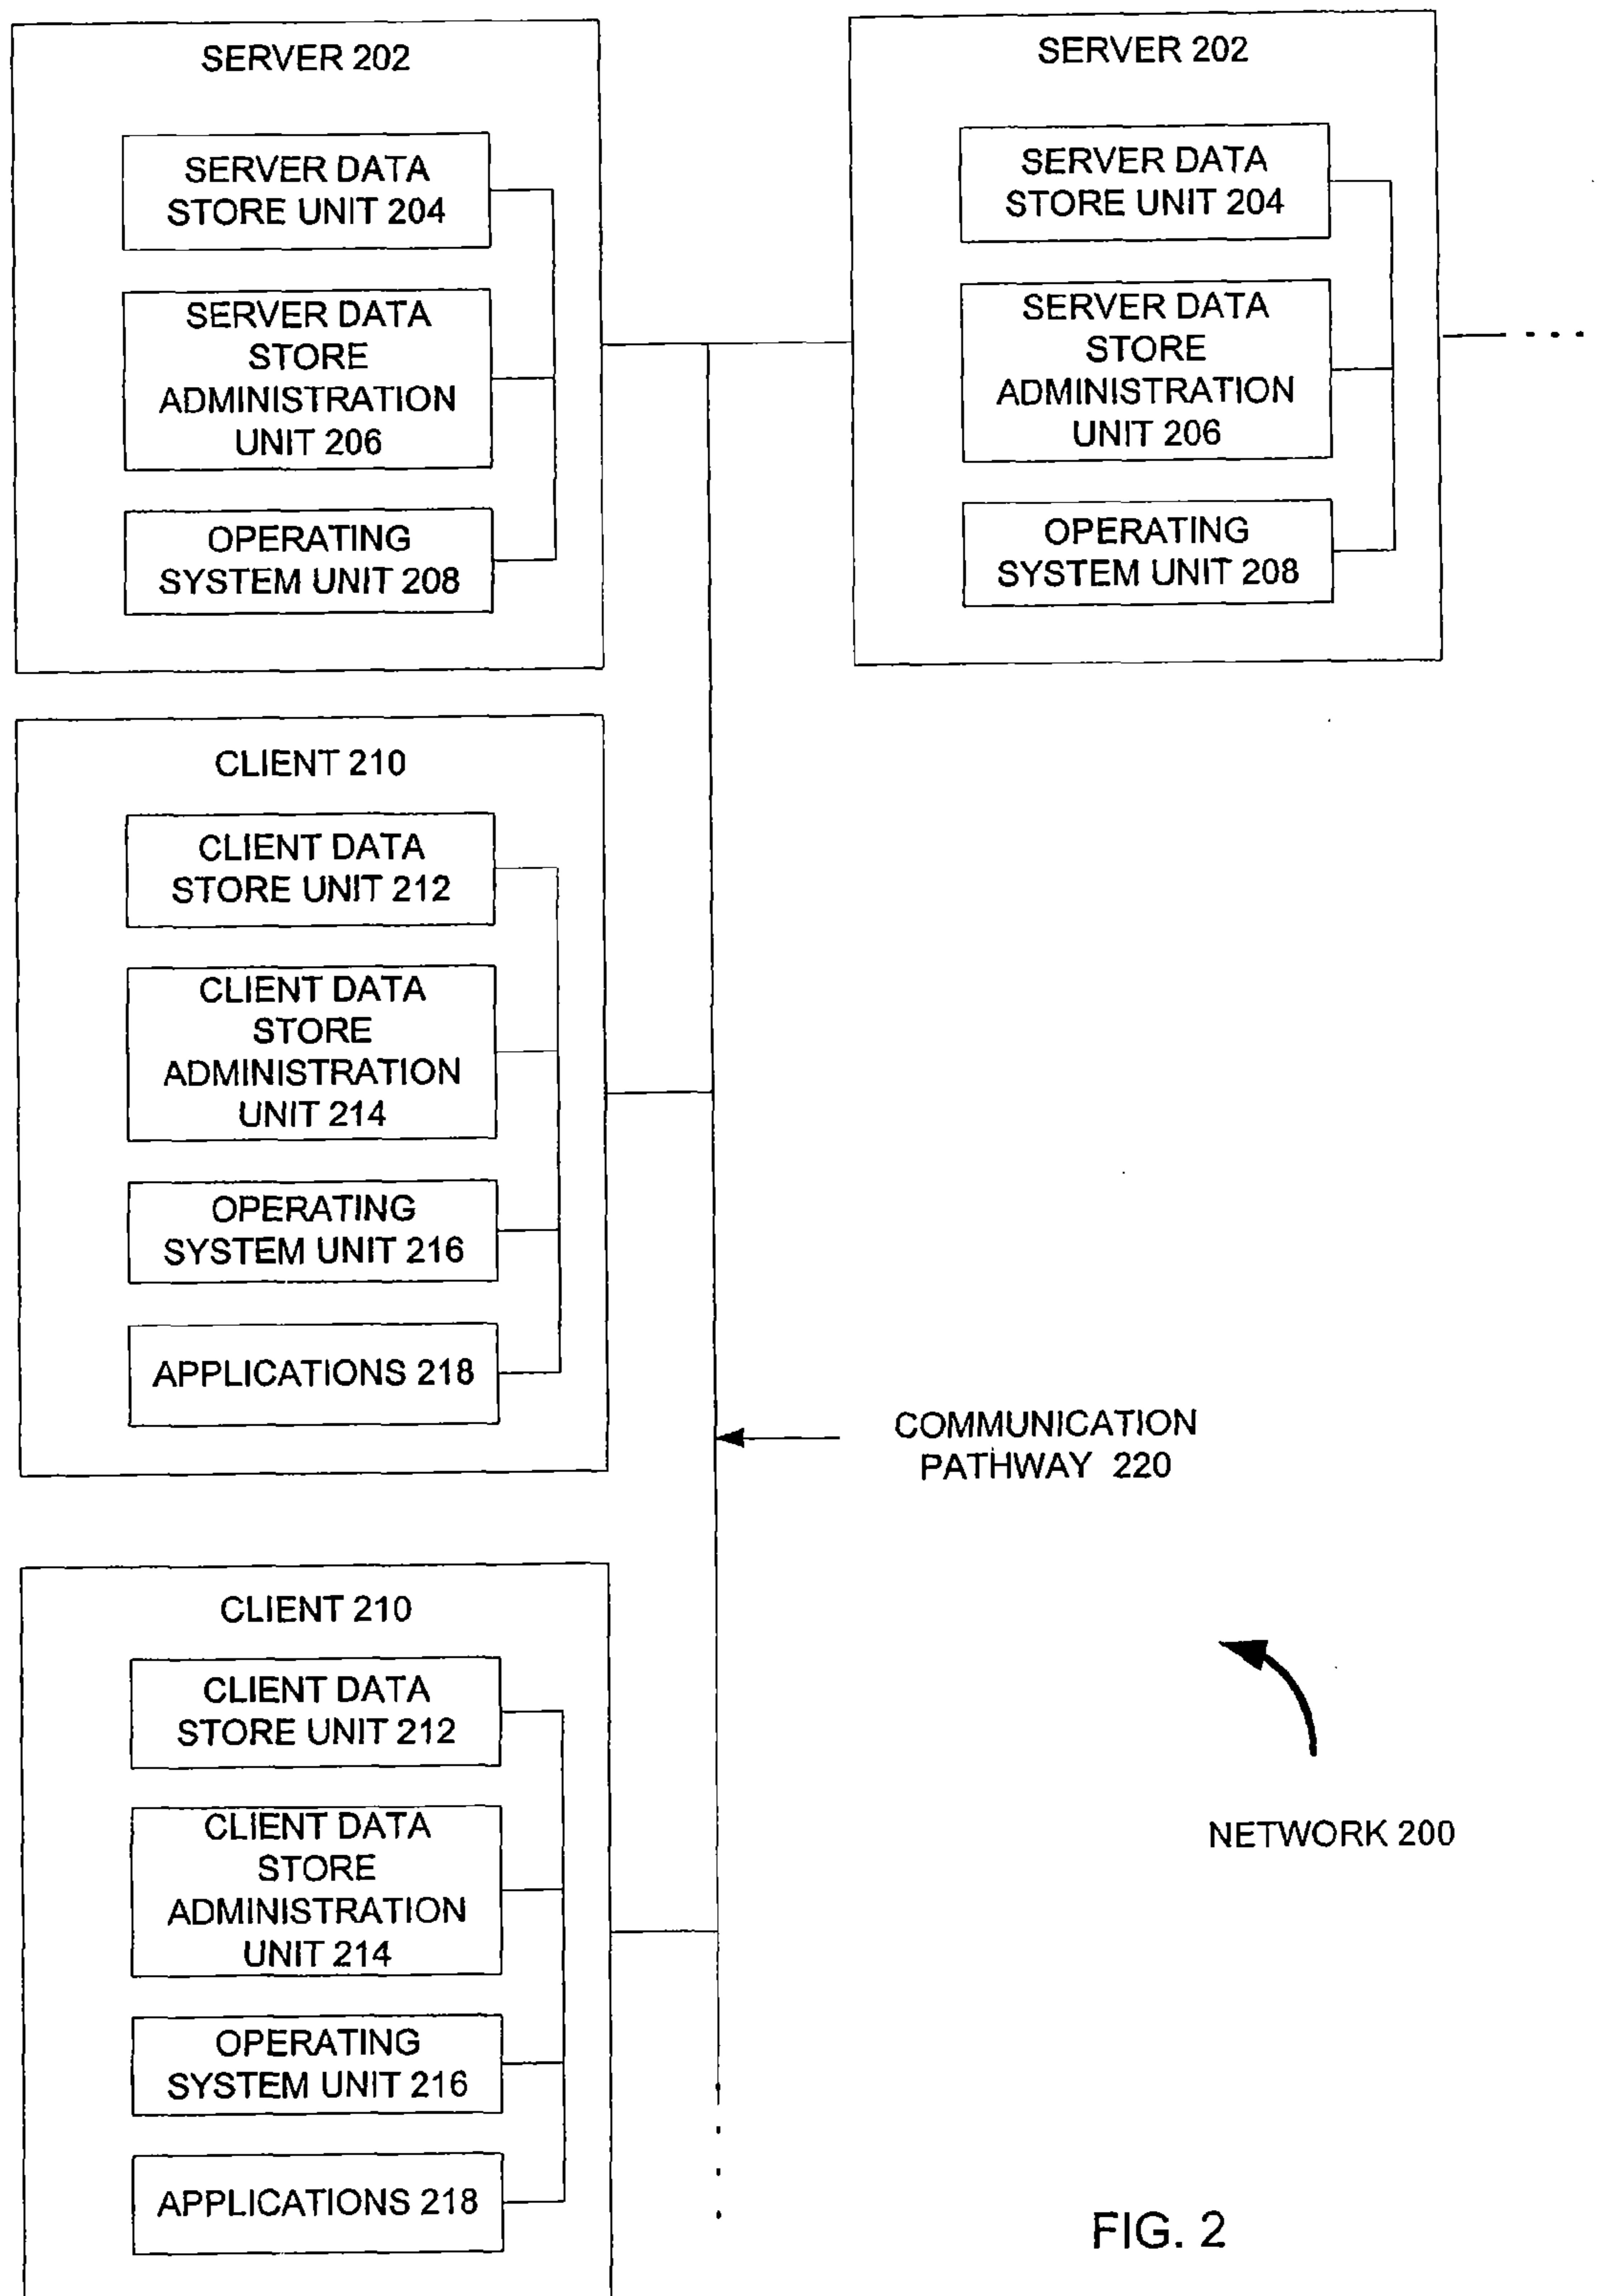 SERVER 202
SERVER DATA
STORE UNIT 204
SERVER DATA
STORE
ADMINISTRATION
UNIT 206
OPERATING
SYSTEM UNIT 208
SERVER 202
SERVER DATA
STORE UNIT 204
SERVER DATA
STORE
ADMINISTRATION
UNIT 206
OPERATING
SYSTEM UNIT 208
CLIENT 210
CLIENT DATA
STORE UNIT 212
CLIENT DATA
STORE
ADMINISTRATION
UNIT 214
OPERATING
SYSTEM UNIT 216
APPLICATIONS 218
COMMUNICATION
PATHWAY 220
CLIENT 210
CLIENT DATA
STORE UNIT 212
CLIENT DATA
STORE
ADMINISTRATION
UNIT 214
OPERATING
SYSTEM UNIT 216
APPLICATIONS 218
NETWORK 200
FIG. 2